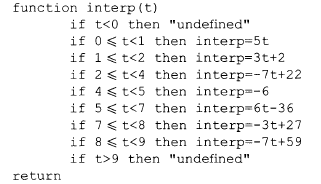 function interp(t)
if t<0 then "undefined"
if 0⩽t<1 then interp=5t
if 1⩽t<2 then interp=3t+2
if 2⩽t<4 then interp=-7t+22
if 4⩽t<5 then interp=-6
if 5⩽t<7 then interp=6t-36
if 7⩽t<8 then interp=-3t+27
if 8⩽t<9 then interp=-7t+59
if t>9 then "undefined"
return